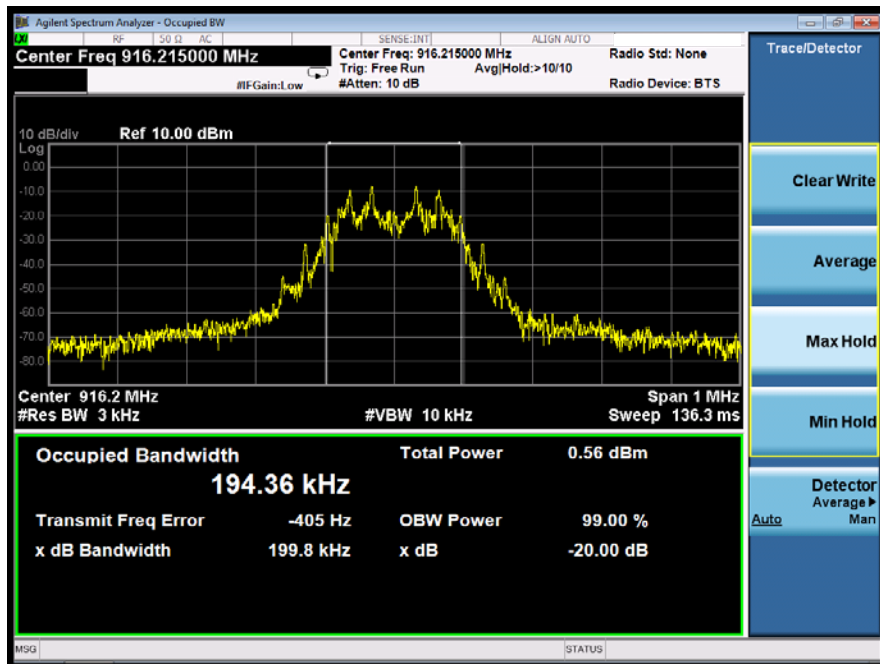 Agilent Spectrum Analyzer - Occupied BW
LXI RF 50 Ω AC SENSE:INT ALIGN AUTO
Center Freq 916.215000 MHz
Center Freq: 916.215000 MHz Radio Std: None
Trig: Free Run Avg|Hold:>10/10
#IFGain:Low #Atten: 10 dB Radio Device: BTS
10 dB/div Ref 10.00 dBm
Log
0.00
-10.0
-20.0
-30.0
-40.0
-50.0
-60.0
-70.0
-80.0
Center 916.2 MHz Span 1 MHz
#Res BW 3 kHz #VBW 10 kHz Sweep 136.3 ms
Occupied Bandwidth Total Power 0.56 dBm
194.36 kHz
Transmit Freq Error -405 Hz OBW Power 99.00 %
x dB Bandwidth 199.8 kHz x dB -20.00 dB
MSG STATUS
Trace/Detector
Clear Write
Average
Max Hold
Min Hold
Detector
Average
Auto Man